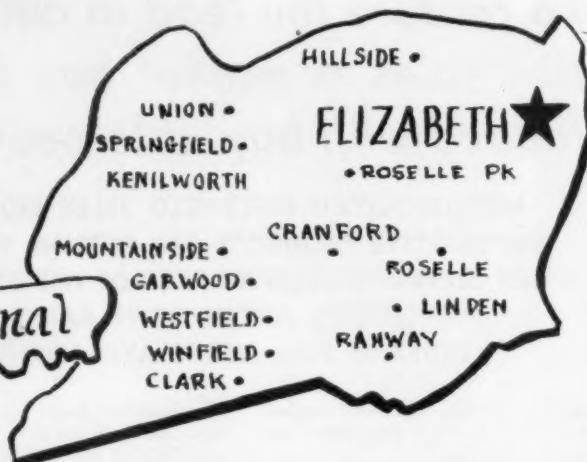 HILLSIDE
UNION
ELIZABETH
SPRINGFIELD
KENILWORTH
ROSELLE PK
CRANFORD
MOUNTAINSIDE
ROSELLE
GARWOOD
LINDEN
WESTFIELD
RAHWAY
WINFIELD
CLARK
nal